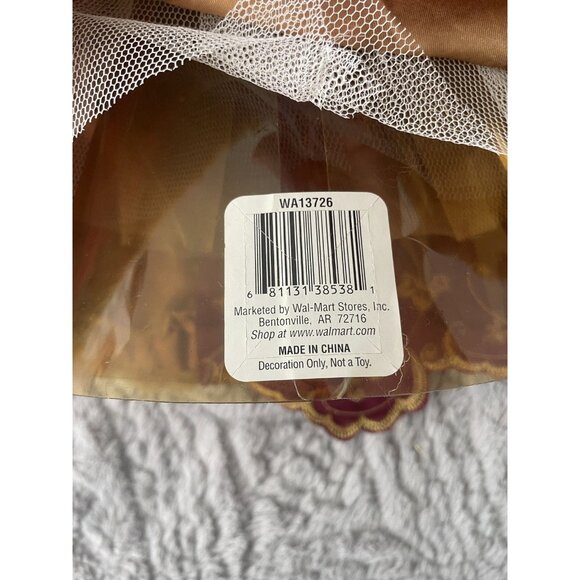 WA13726
6 81131 38538 1
Marketed by Wal-Mart Stores, Inc.
Bentonville, AR 72716
Shop at www.walmart.com
MADE IN CHINA
Decoration Only, Not a Toy.